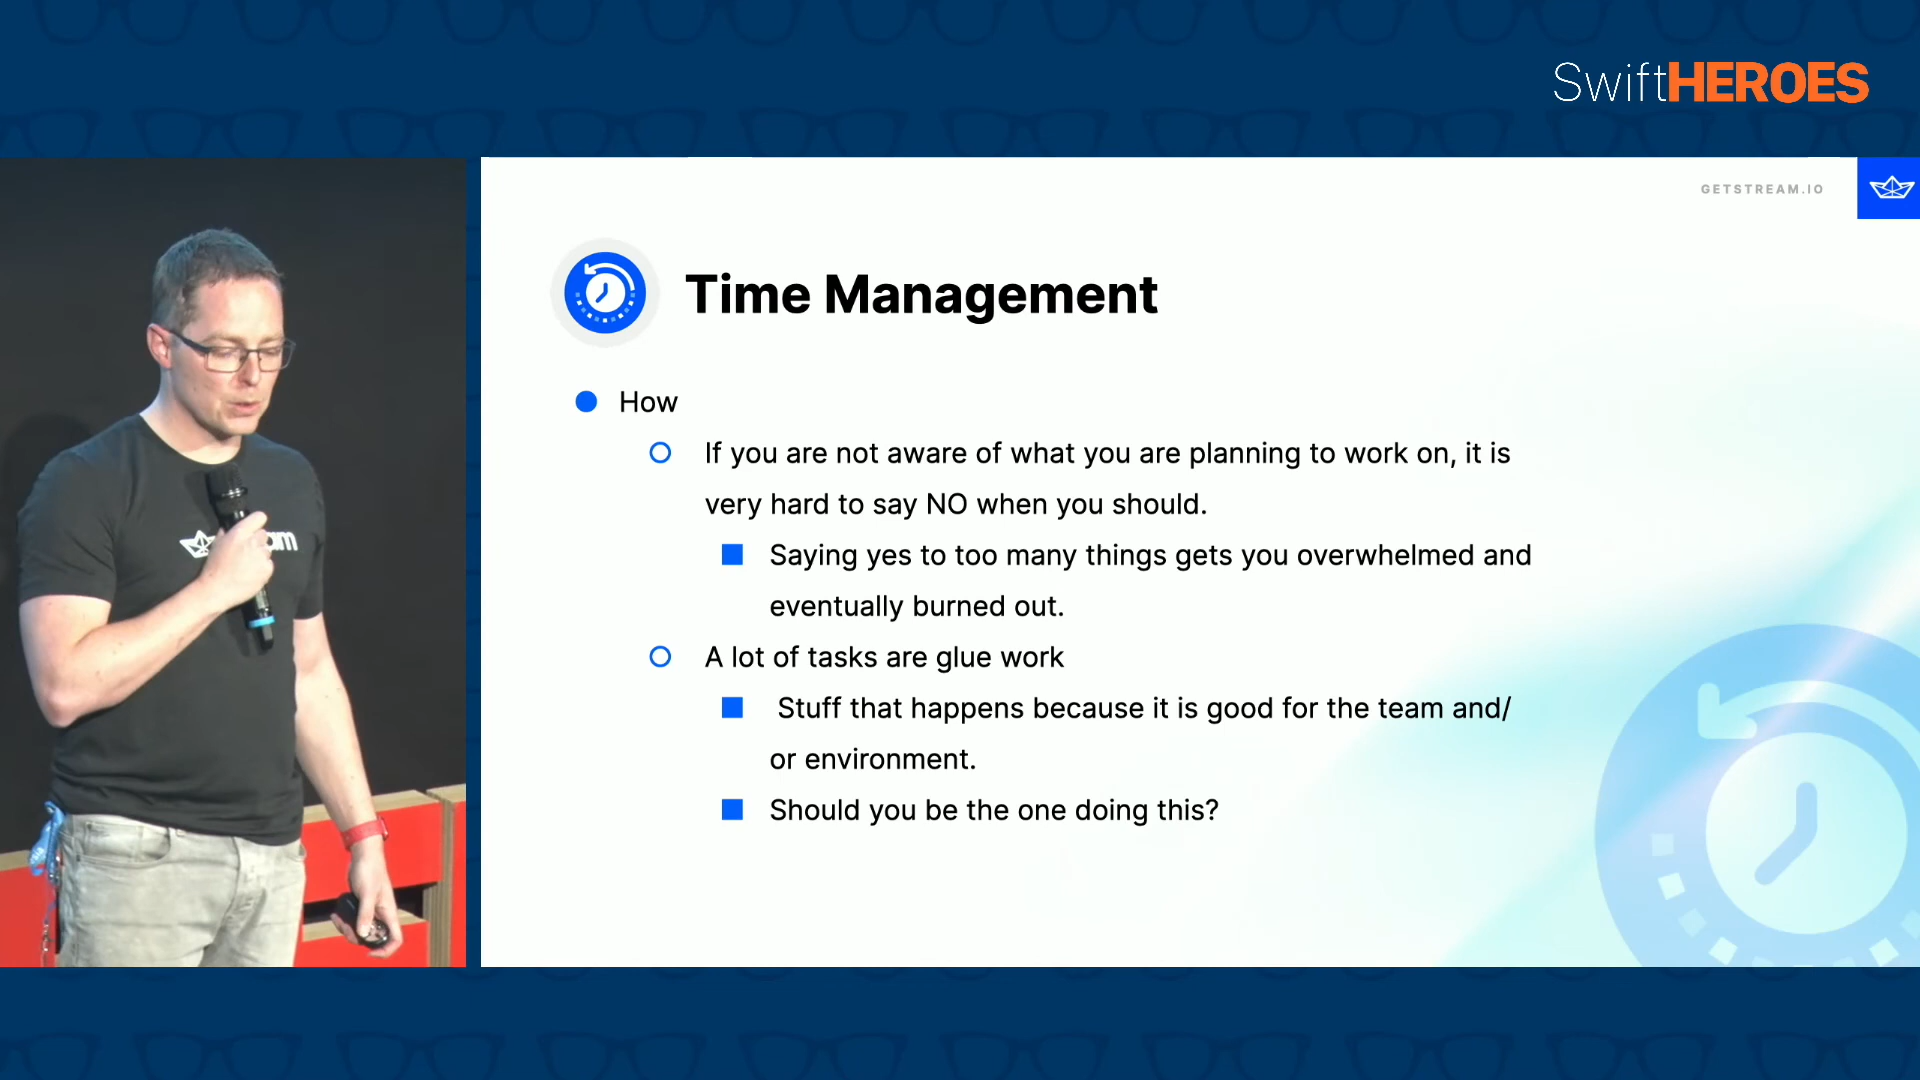 SwiftHEROES
GETSTREAM.IO
Time Management
How
If you are not aware of what you are planning to work on, it is
very hard to say NO when you should.
Saying yes to too many things gets you overwhelmed and
eventually burned out.
A lot of tasks are glue work
Stuff that happens because it is good for the team and/
or environment.
Should you be the one doing this?